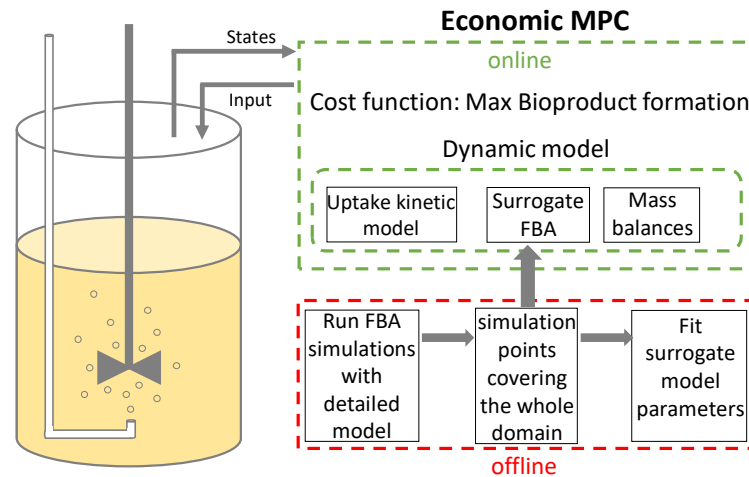 Economic MPC
States
online
Input
Cost function: Max Bioproduct formation
Dynamic model
Uptake kinetic
model
Surrogate
FBA
Mass
balances
Run FBA
simulations
with
detailed
model
simulation
points
covering
the whole
domain
Fit
surrogate
model
parameters
offline